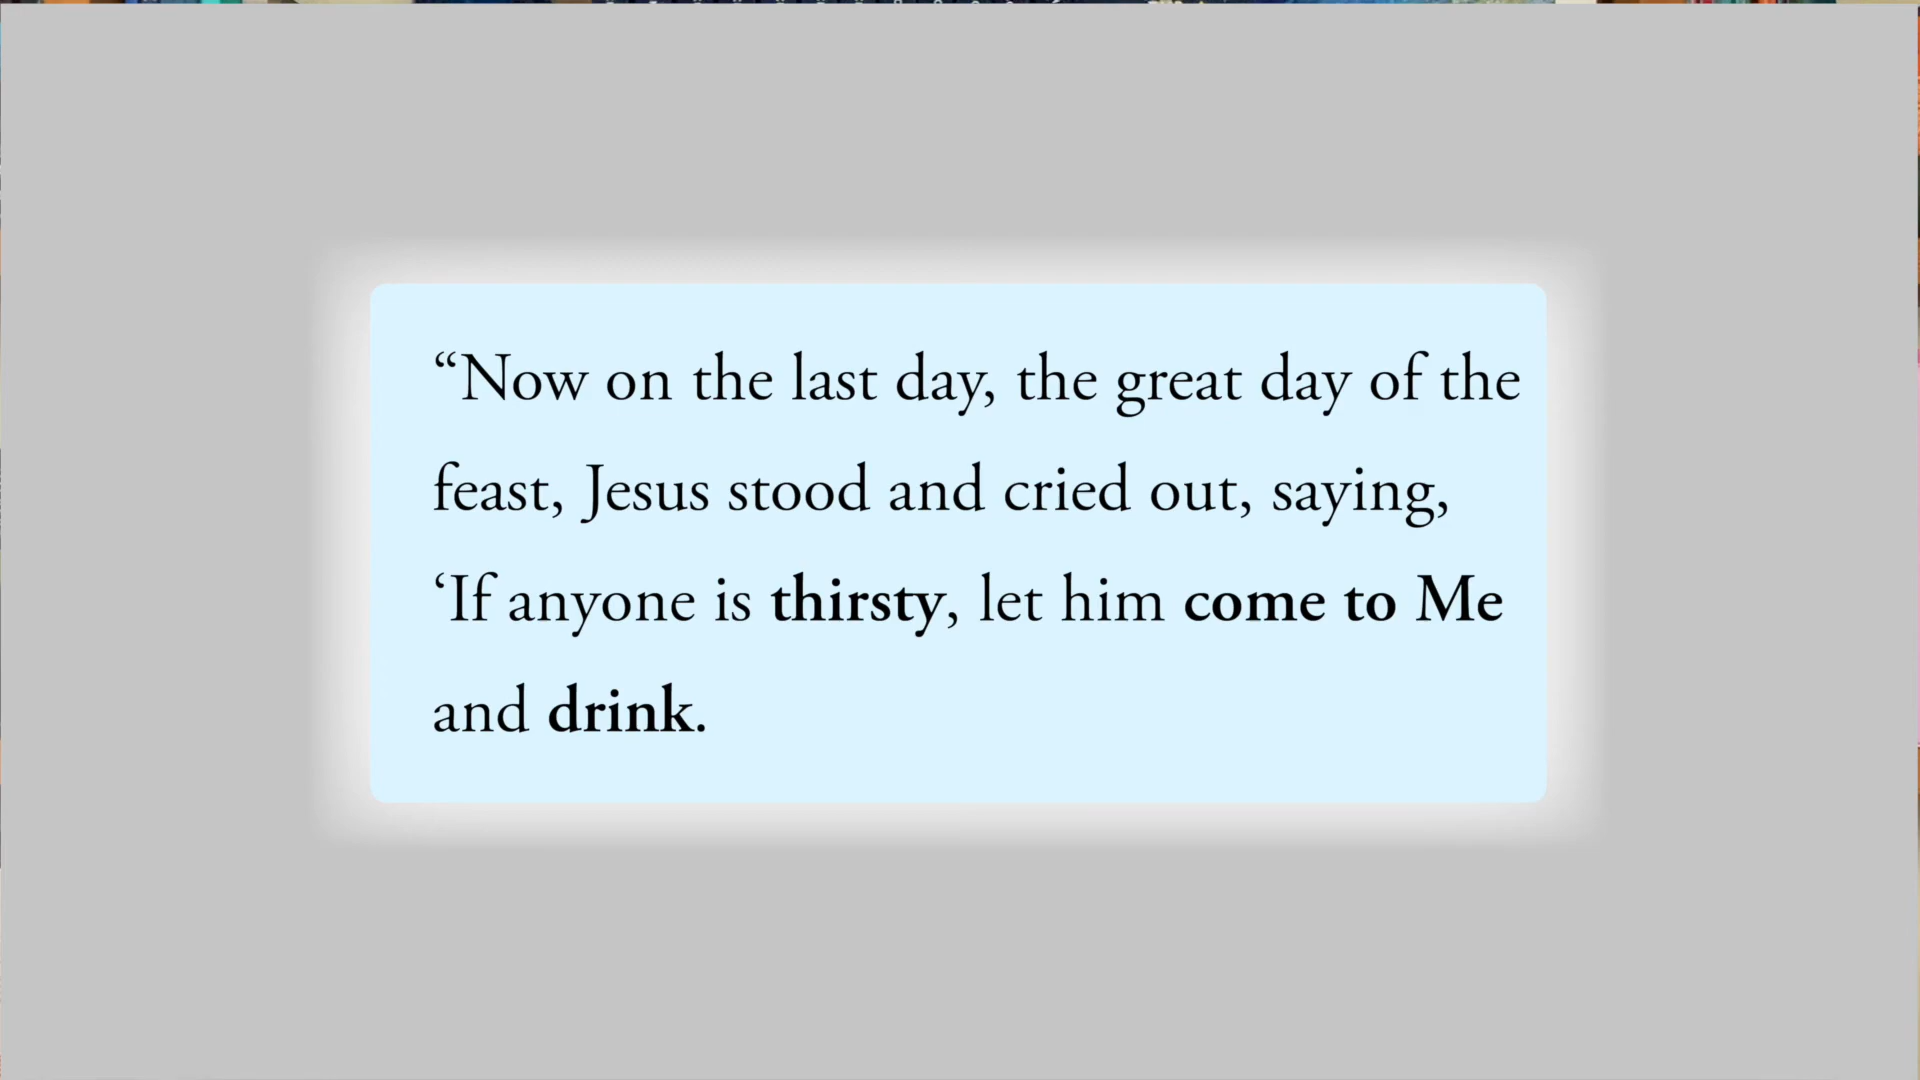 “Now on the last day, the great day of the
feast, Jesus stood and cried out, saying,
‘If anyone is thirsty, let him come to Me
and drink.